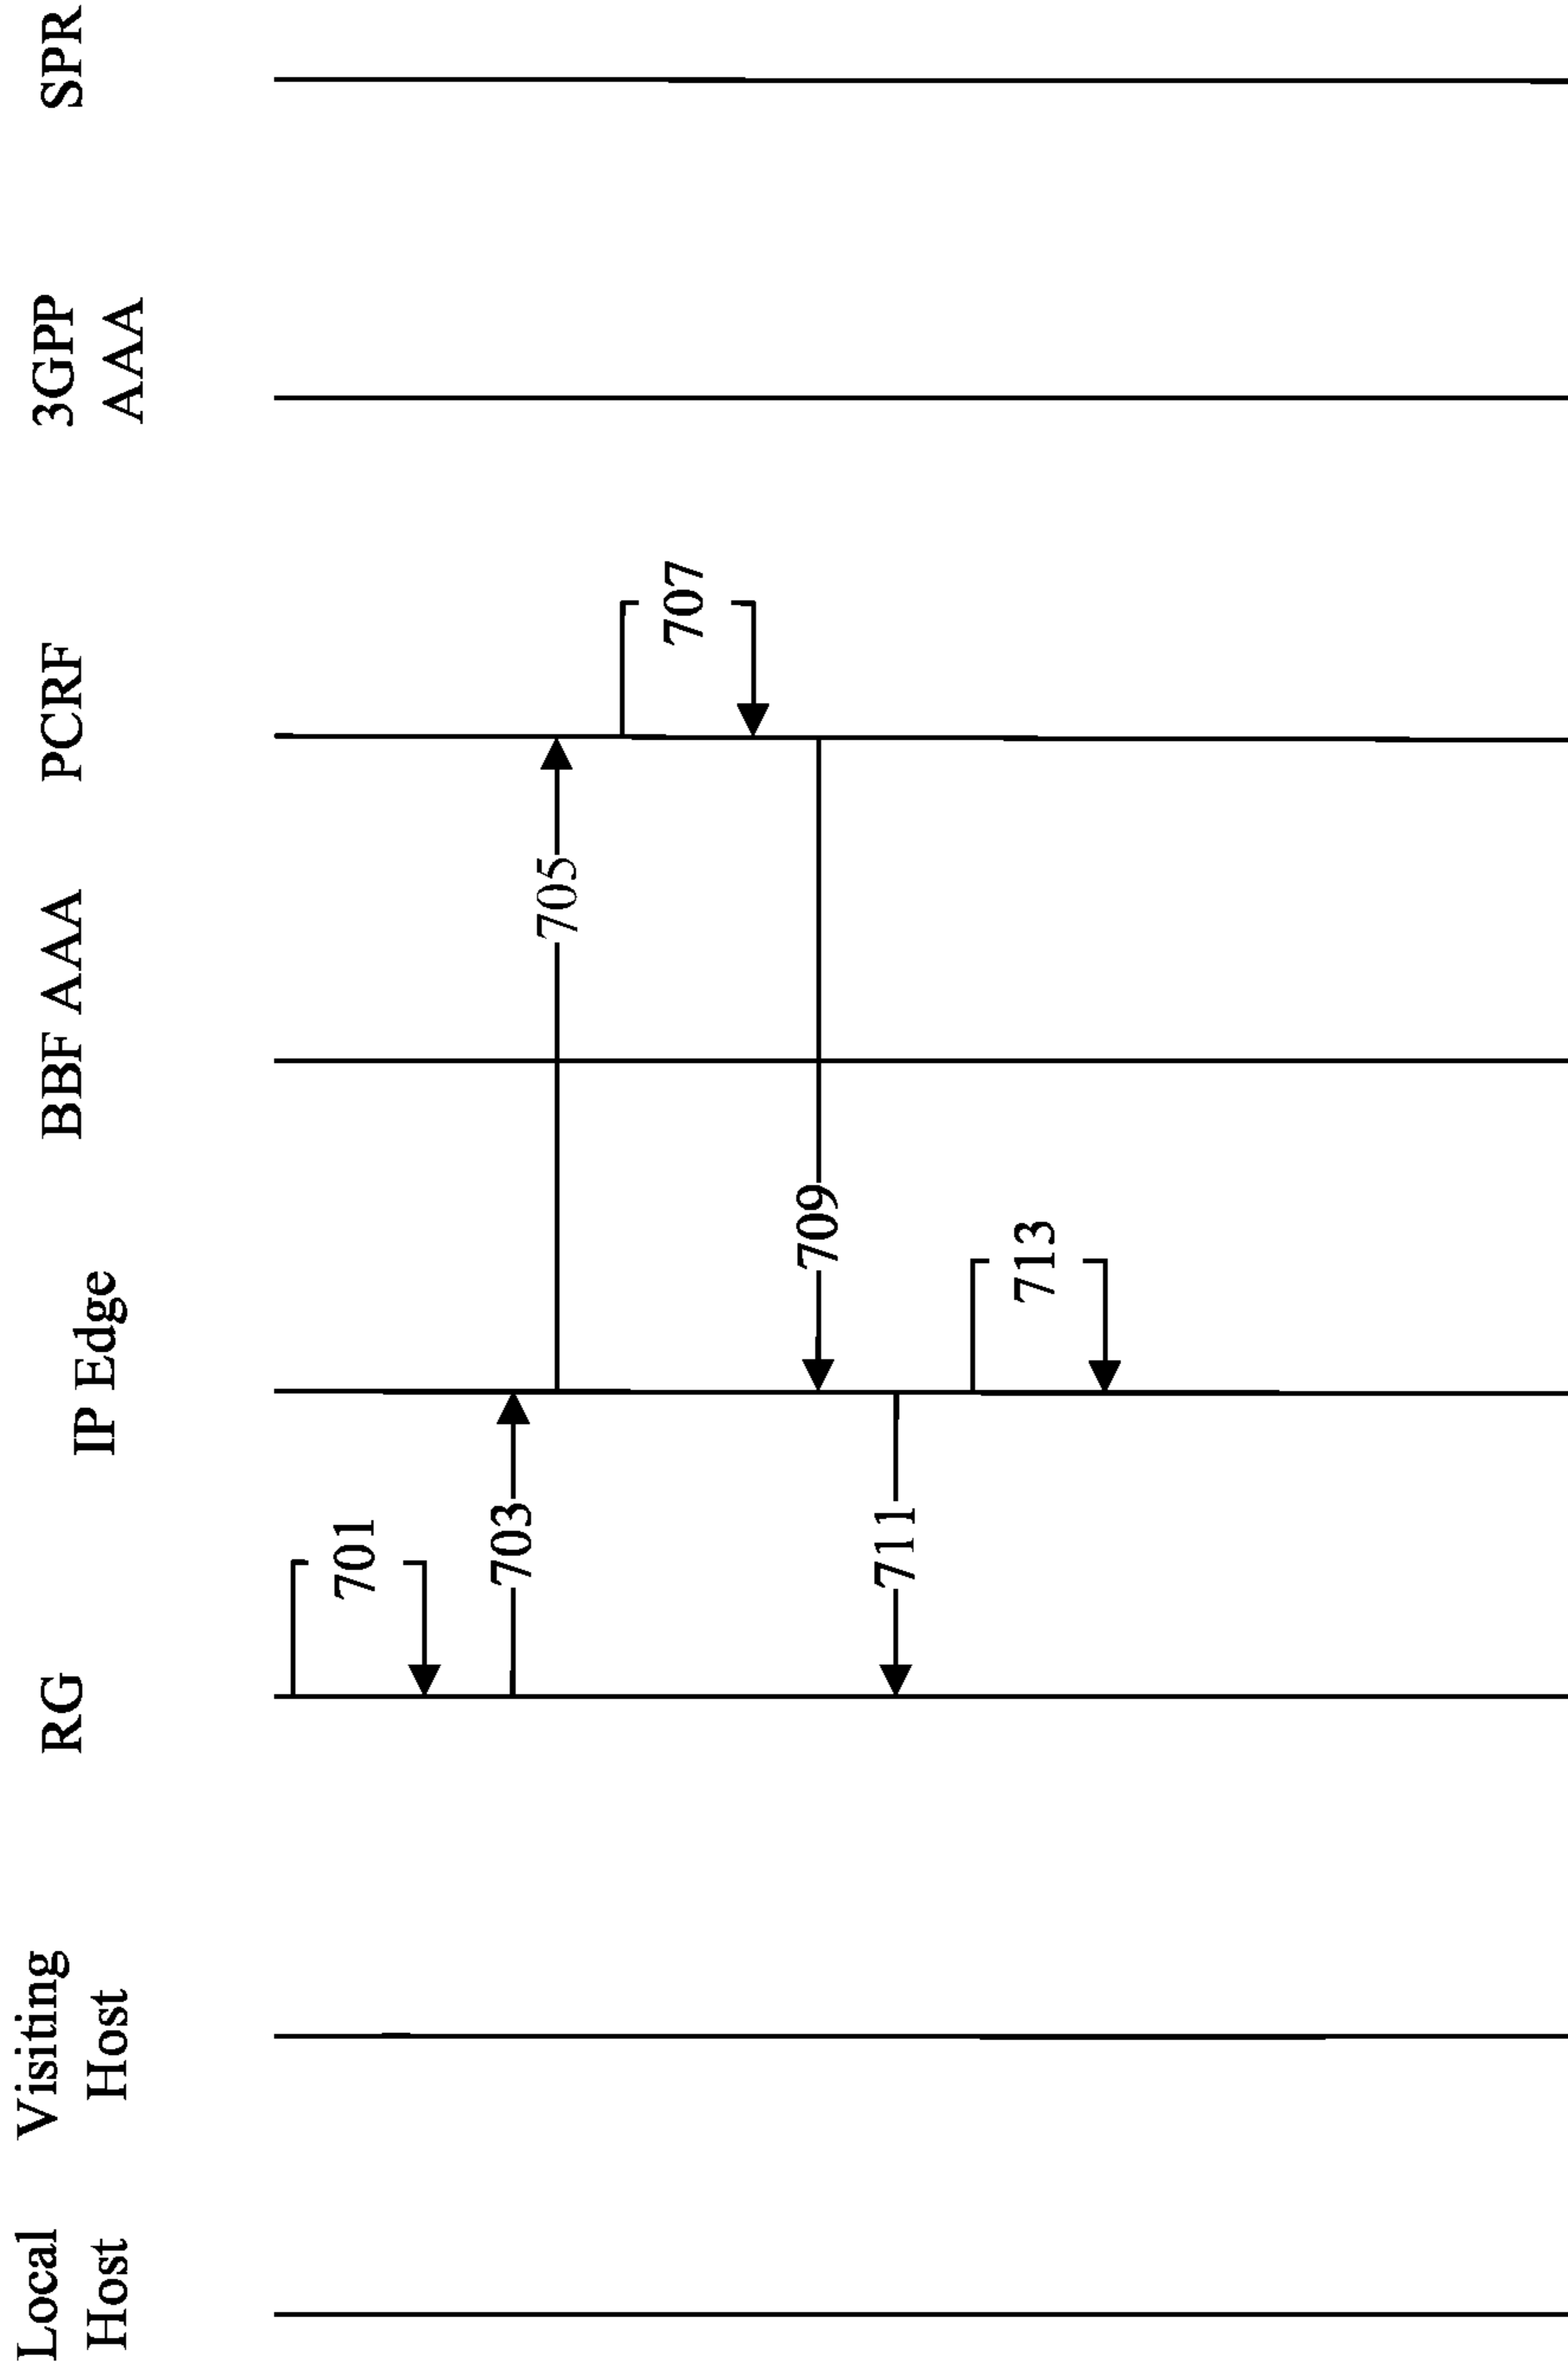 Local
Host
Visiting
Host
RG
IP Edge
BBF AAA
PCRF
3GPP
AAA
SPR
701
703
705
707
709
711
713